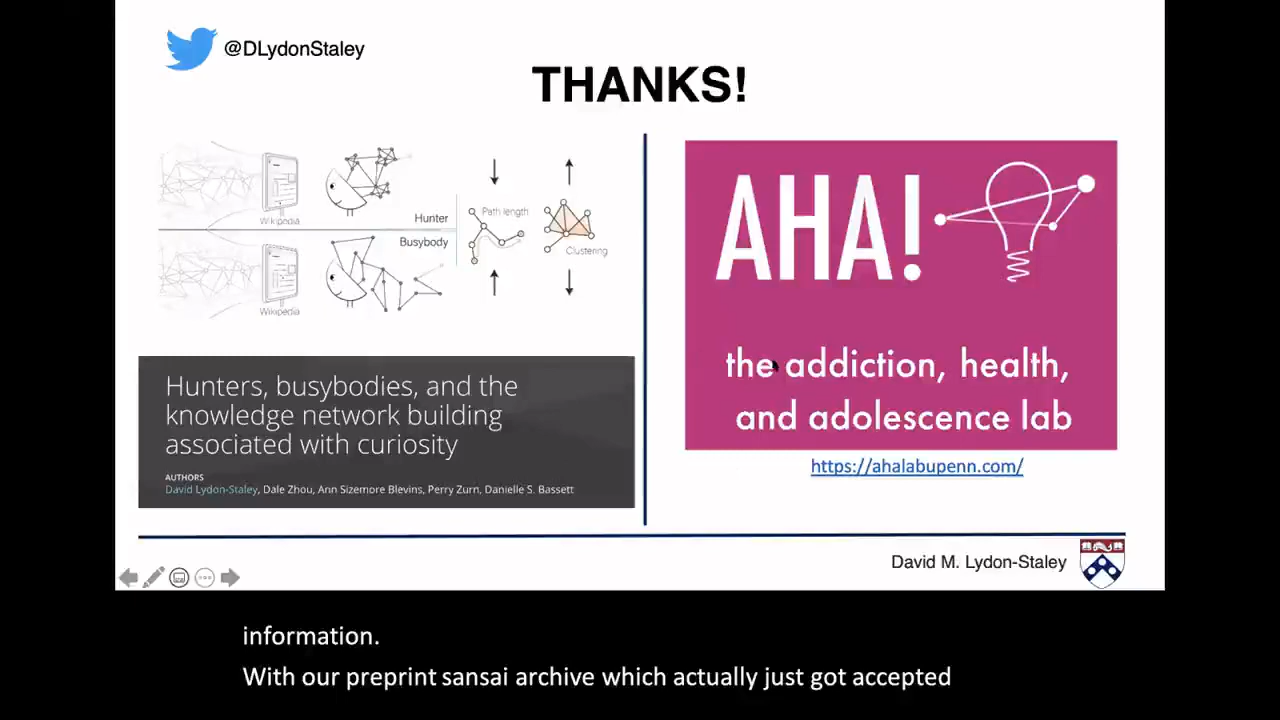 @DLydonStaley
THANKS!
Wikipedia
Hunter
Busybody
Wikipedia
Path length
Clustering
Hunters, busybodies, and the
knowledge network building
associated with curiosity
AUTHORS
David Lydon-Staley, Dale Zhou, Ann Sizemore Blevins, Perry Zurn, Danielle S. Bassett
AHA!
the addiction, health,
and adolescence lab
https://ahalabupenn.com/
David M. Lydon-Staley
information.
With our preprint sansai archive which actually just got accepted